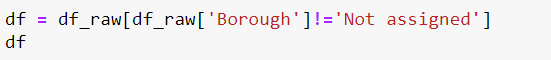 df = df_raw[df_raw['Borough']!='Not assigned']
df